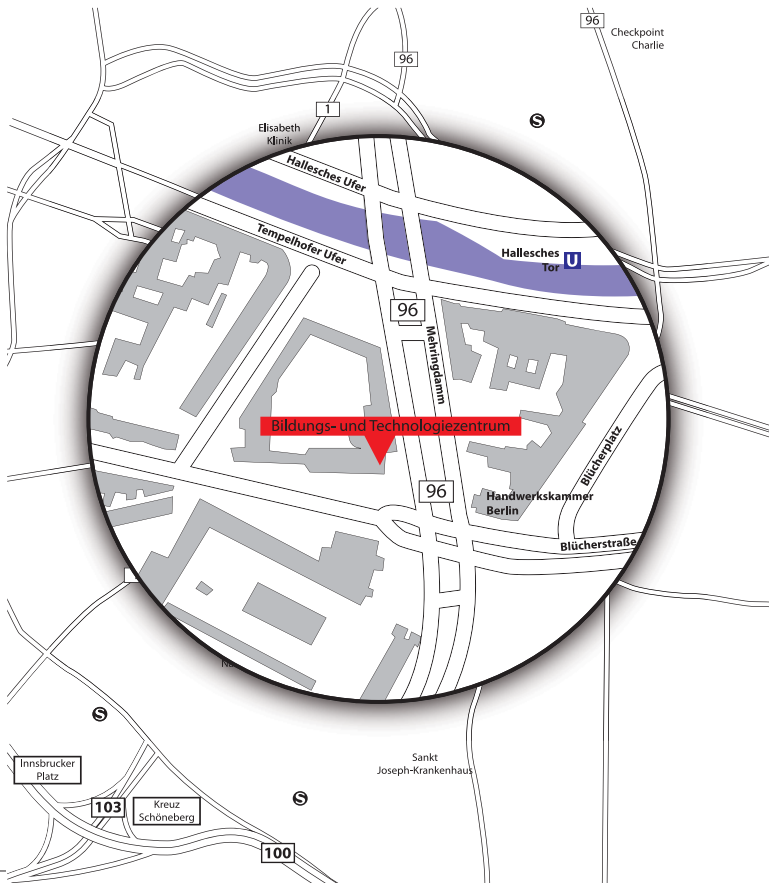 96
Checkpoint
Charlie
96
1
S
Elisabeth
Klinik
Hallesches Ufer
Tempelhofer Ufer
Hallesches
Tor
U
96
Mehringdamm
Bildungs- und Technologiezentrum
Blücherplatz
96
Handwerkskammer
Berlin
Blücherstraße
S
Sankt
Joseph-Krankenhaus
Innsbrucker
Platz
S
103
Kreuz
Schöneberg
100